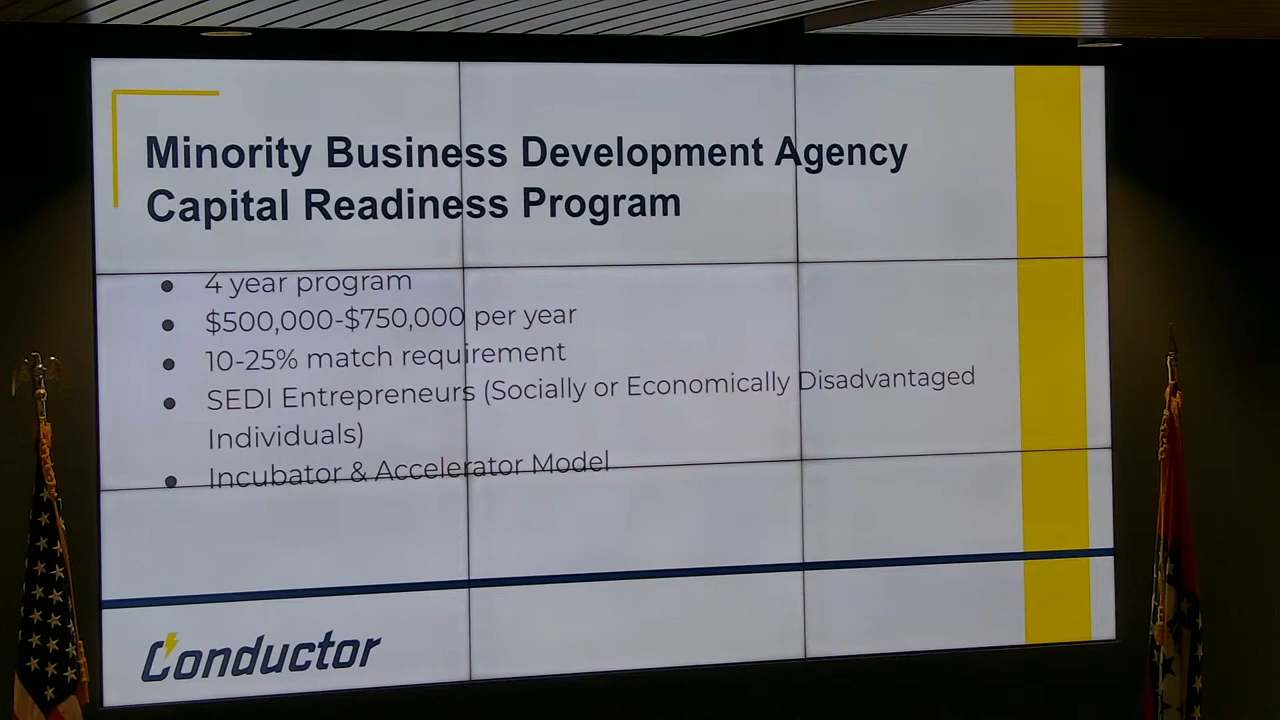 Minority Business Development Agency
Capital Readiness Program
● 4 year program
● $500,000-$750,000 per year
● 10-25% match requirement
● SEDI Entrepreneurs (Socially or Economically Disadvantaged
Individuals)
● Incubator & Accelerator Model
Conductor